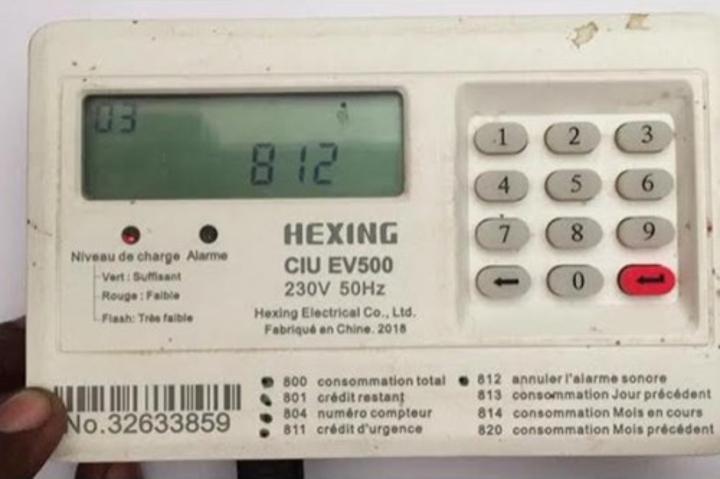 03
812
1 2 3
4 5 6
7 8 9
0
Niveau de charge Alarme
Vert : Suffisant
Rouge : Faible
Flash: Très faible
HEXING
CIU EV500
230V 50Hz
Hexing Electrical Co., Ltd.
Fabriqué en Chine. 2018
No.32633859
800 consommation total
801 crédit restant
804 numéro compteur
811 crédit d'urgence
812 annuler l'alarme sonore
813 consommation Jour précédent
814 consommation Mois en cours
820 consommation Mois précédent